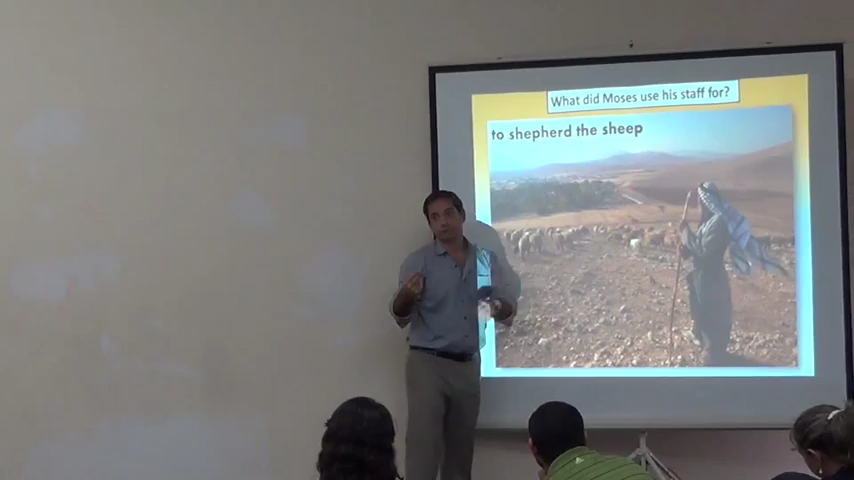 What did Moses use his staff for?
to shepherd the sheep